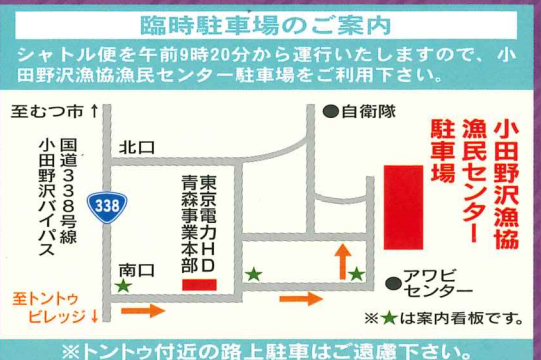 臨時駐車場のご案内
シャトル便を午前9時20分から運行いたしますので、小
田野沢漁協漁民センター駐車場をご利用下さい。
至むつ市↑
●自衛隊
北口
国道338号線
小田野沢バイパス
338
東京電力HD
青森事業本部
小田野沢漁協
漁民センター
駐車場
南口
●アワビ
センター
至トントゥ
ビレッジ↓
※★は案内看板です。
※トントゥ付近の路上駐車はご遠慮下さい。